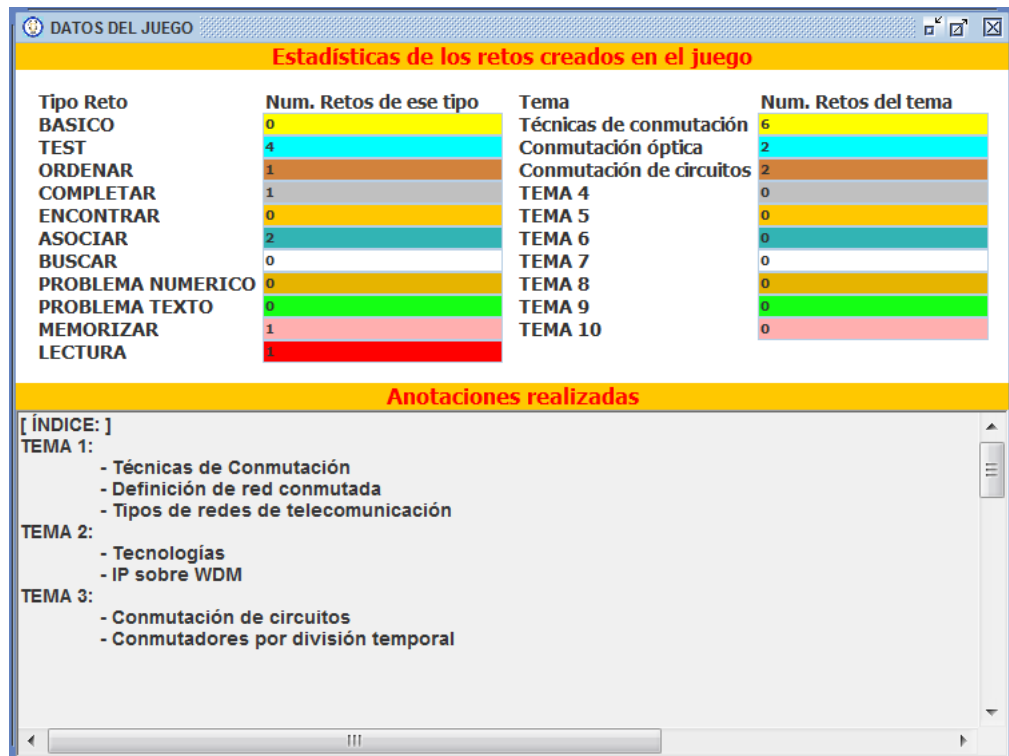 DATOS DEL JUEGO
Estadísticas de los retos creados en el juego
Tipo Reto Num. Retos de ese tipo Tema Num. Retos del tema
BASICO 0 Técnicas de conmutación 6
TEST 4 Conmutación óptica 2
ORDENAR 1 Conmutación de circuitos 2
COMPLETAR 1 TEMA 4 0
ENCONTRAR 0 TEMA 5 0
ASOCIAR 2 TEMA 6 0
BUSCAR 0 TEMA 7 0
PROBLEMA NUMERICO 0 TEMA 8 0
PROBLEMA TEXTO 0 TEMA 9 0
MEMORIZAR 1 TEMA 10 0
LECTURA 1
Anotaciones realizadas
[ ÍNDICE: ]
TEMA 1:
- Técnicas de Conmutación
- Definición de red conmutada
- Tipos de redes de telecomunicación
TEMA 2:
- Tecnologías
- IP sobre WDM
TEMA 3:
- Conmutación de circuitos
- Conmutadores por división temporal